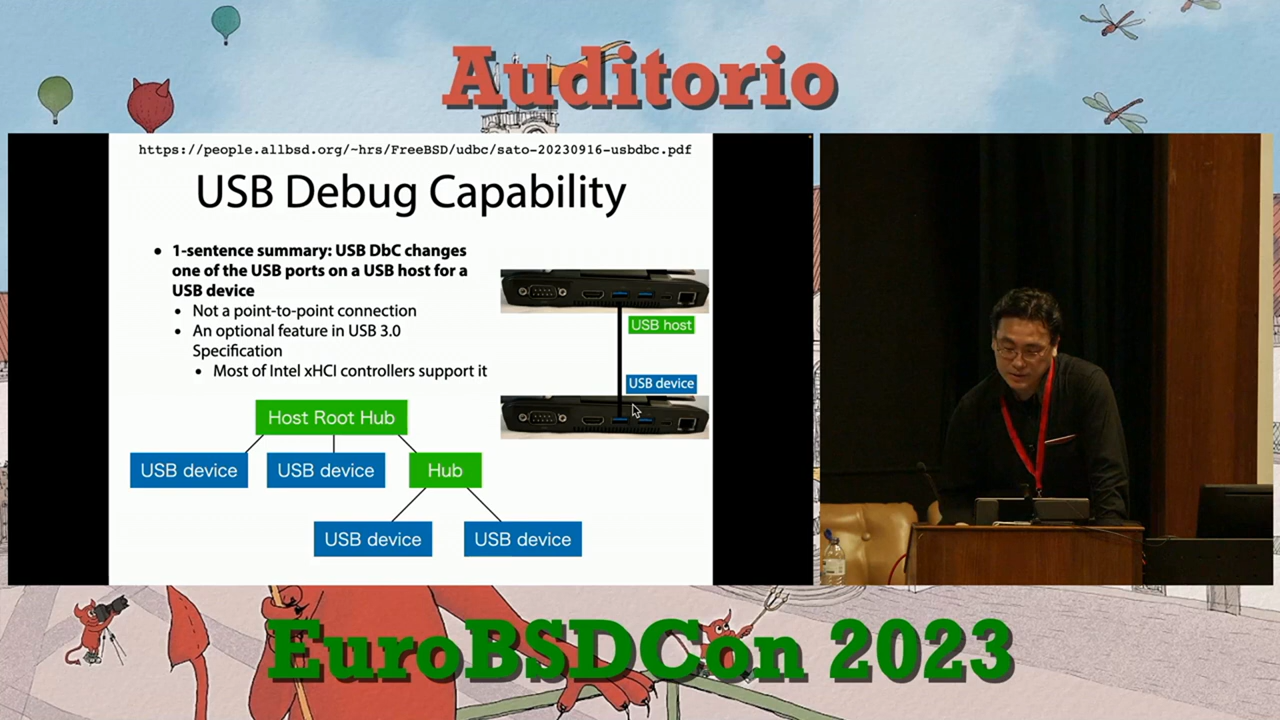 Auditorio
https://people.allbsd.org/~hrs/FreeBSD/udbc/sato-20230916-usbdbc.pdf
USB Debug Capability
• 1-sentence summary: USB DbC changes
one of the USB ports on a USB host for a
USB device
• Not a point-to-point connection
• An optional feature in USB 3.0
Specification
• Most of Intel xHCI controllers support it
USB host
USB device
Host Root Hub
USB device
USB device
Hub
USB device
USB device
EuroBSDCon 2023